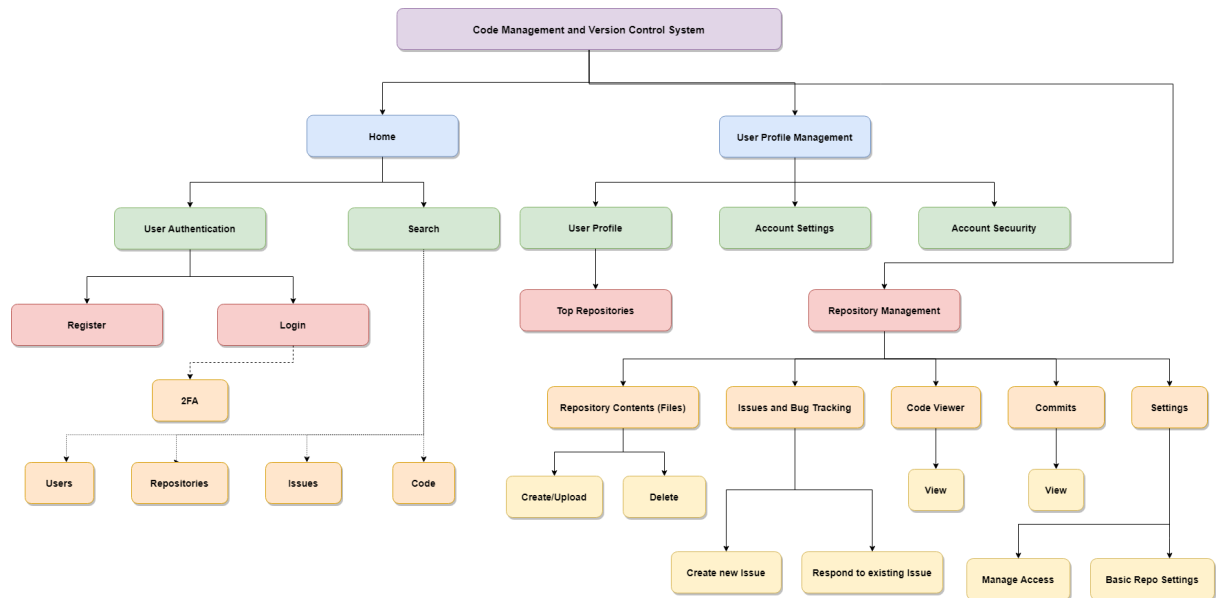 Code Management and Version Control System
Home
User Profile Management
User Authentication
Search
User Profile
Account Settings
Account Secuurity
Register
Login
Top Repositories
Repository Management
2FA
Repository Contents (Files)
Issues and Bug Tracking
Code Viewer
Commits
Settings
Users
Repositories
Issues
Code
Create/Upload
Delete
View
View
Create new Issue
Respond to existing Issue
Manage Access
Basic Repo Settings